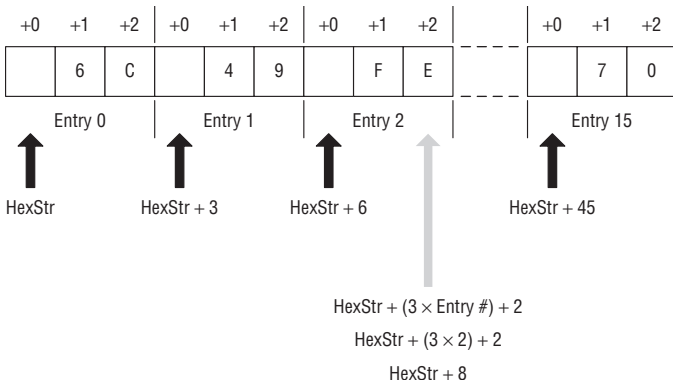 +0 +1 +2 +0 +1 +2 +0 +1 +2 +0 +1 +2
6 C 4 9 F E 7 0
Entry 0 Entry 1 Entry 2 Entry 15
HexStr HexStr + 3 HexStr + 6 HexStr + 45
HexStr + (3 × Entry #) + 2
HexStr + (3 × 2) + 2
HexStr + 8